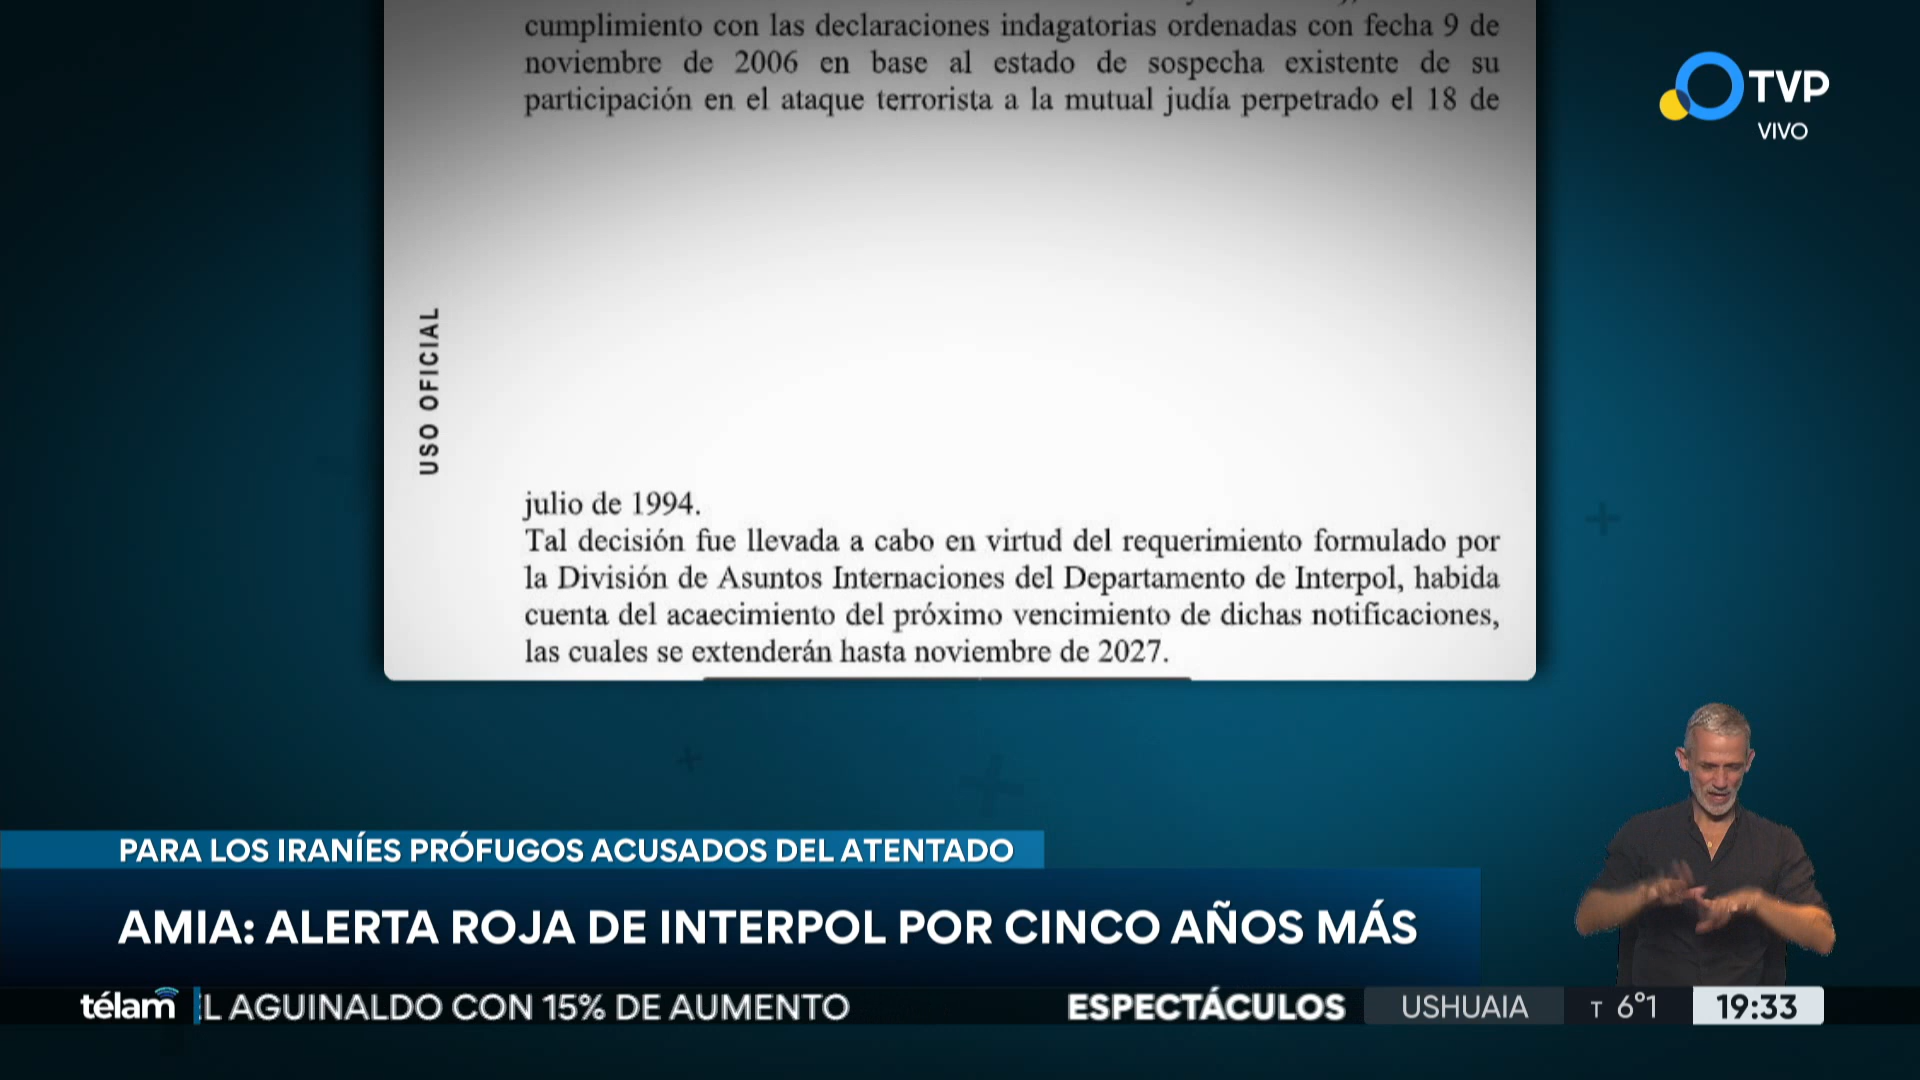 cumplimiento con las declaraciones indagatorias ordenadas con fecha 9 de
noviembre de 2006 en base al estado de sospecha existente de su
participación en el ataque terrorista a la mutual judía perpetrado el 18 de
TVP
VIVO
USO OFICIAL
julio de 1994.
Tal decisión fue llevada a cabo en virtud del requerimiento formulado por
la División de Asuntos Internaciones del Departamento de Interpol, habida
cuenta del acaecimiento del próximo vencimiento de dichas notificaciones,
las cuales se extenderán hasta noviembre de 2027.
PARA LOS IRANÍES PRÓFUGOS ACUSADOS DEL ATENTADO
AMIA: ALERTA ROJA DE INTERPOL POR CINCO AÑOS MÁS
télam EL AGUINALDO CON 15% DE AUMENTO ESPECTÁCULOS USHUAIA T 6°1 19:33